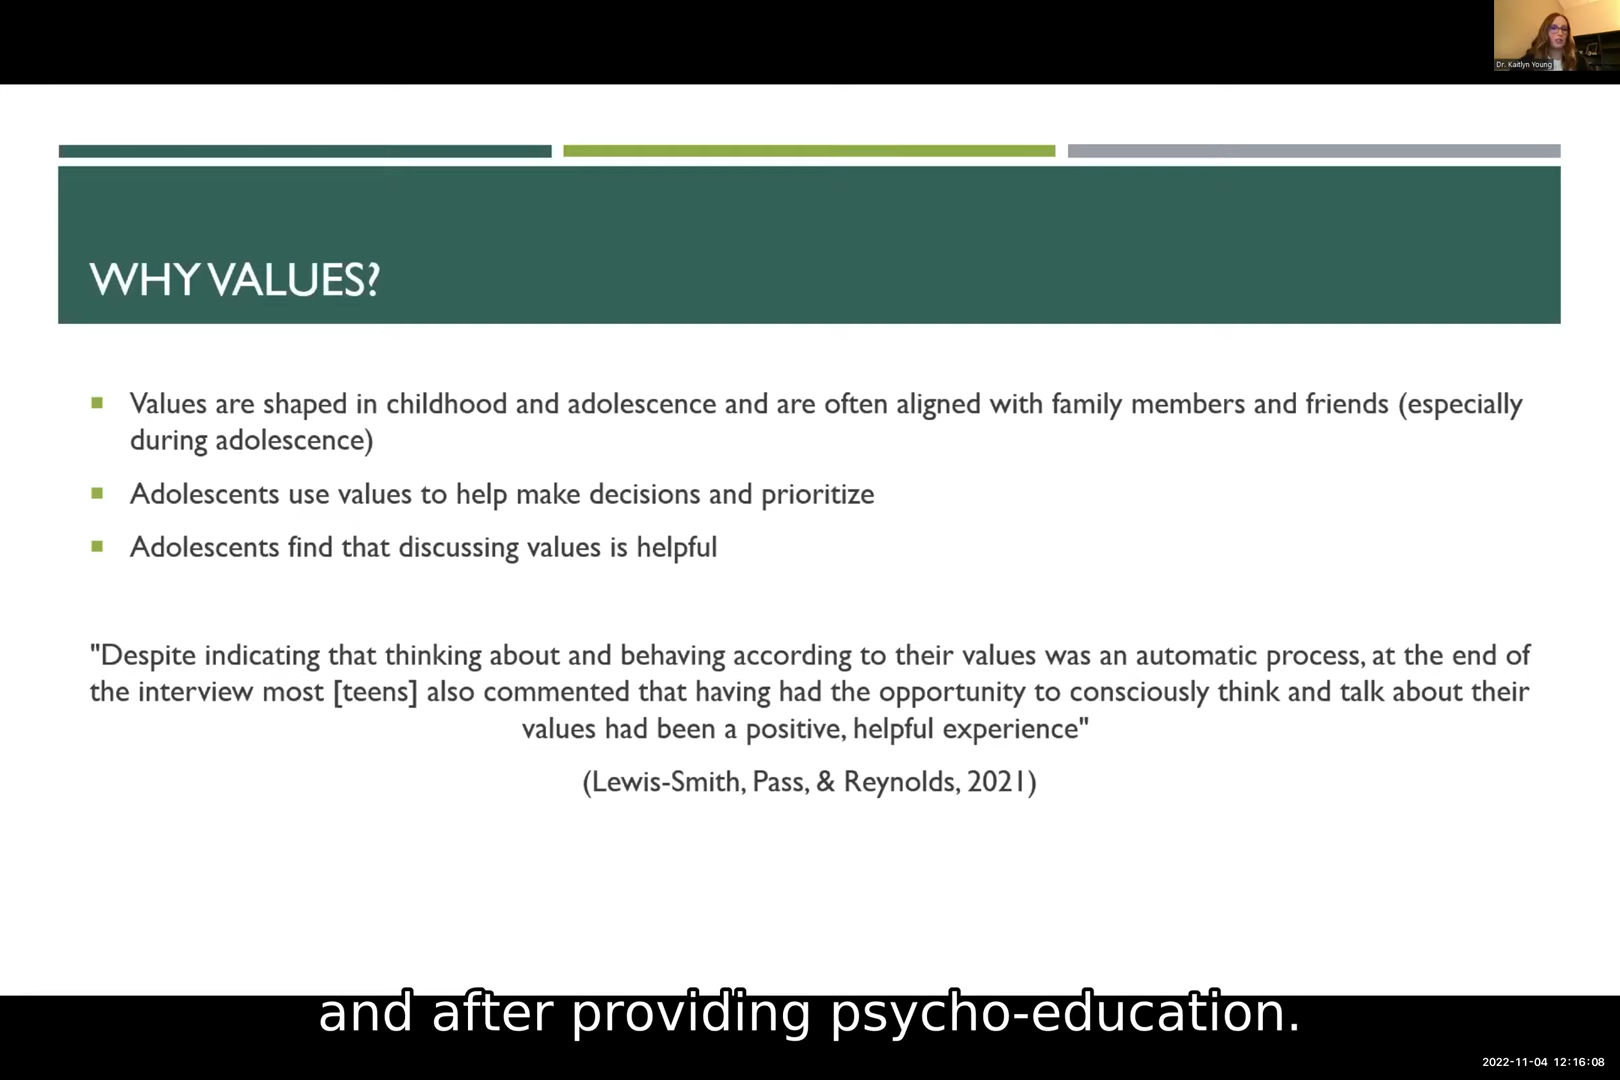 Dr. Kaitlyn Young
WHY VALUES?
Values are shaped in childhood and adolescence and are often aligned with family members and friends (especially
during adolescence)
Adolescents use values to help make decisions and prioritize
Adolescents find that discussing values is helpful
"Despite indicating that thinking about and behaving according to their values was an automatic process, at the end of
the interview most [teens] also commented that having had the opportunity to consciously think and talk about their
values had been a positive, helpful experience"
(Lewis-Smith, Pass, & Reynolds, 2021)
and after providing psycho-education.
2022-11-04 12:16:08